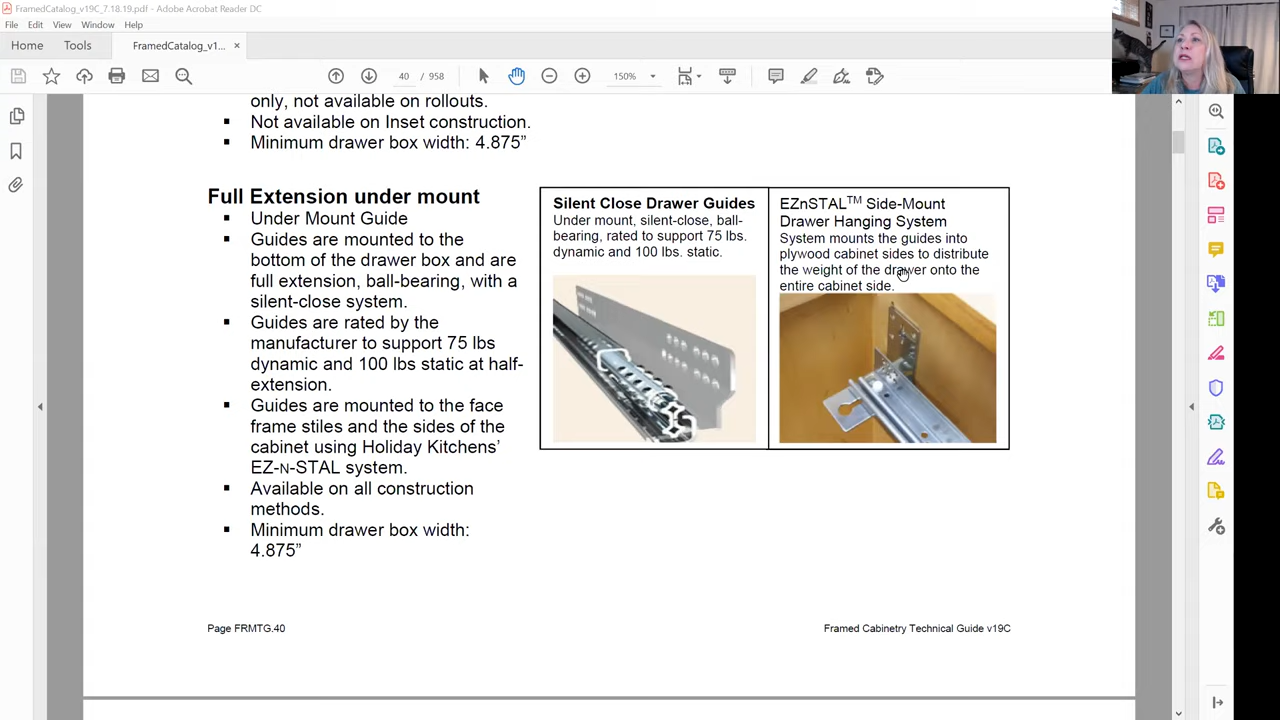 FramedCatalog_v19C_7.18.19.pdf - Adobe Acrobat Reader DC
File Edit View Window Help
Home Tools FramedCatalog_v1... ×
40 / 958 150%
only, not available on rollouts.
▪ Not available on Inset construction.
▪ Minimum drawer box width: 4.875”
Full Extension under mount
▪ Under Mount Guide
▪ Guides are mounted to the
bottom of the drawer box and are
full extension, ball-bearing, with a
silent-close system.
▪ Guides are rated by the
manufacturer to support 75 lbs
dynamic and 100 lbs static at half-
extension.
▪ Guides are mounted to the face
frame stiles and the sides of the
cabinet using Holiday Kitchens’
EZ-N-STAL system.
▪ Available on all construction
methods.
▪ Minimum drawer box width:
4.875”
Silent Close Drawer Guides
Under mount, silent-close, ball-
bearing, rated to support 75 lbs.
dynamic and 100 lbs. static.
EZnSTAL™ Side-Mount
Drawer Hanging System
System mounts the guides into
plywood cabinet sides to distribute
the weight of the drawer onto the
entire cabinet side.
Page FRMTG.40
Framed Cabinetry Technical Guide v19C